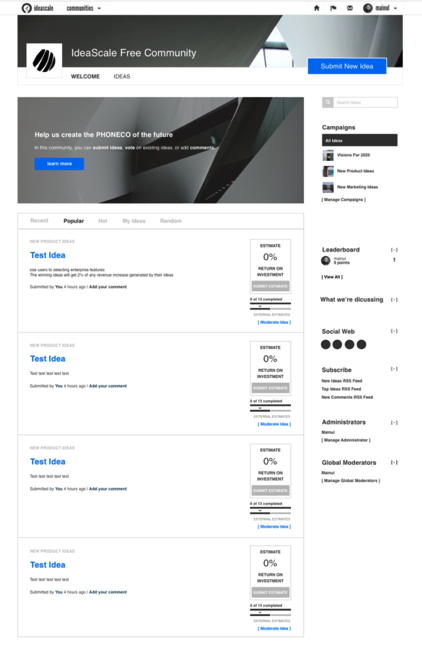 ideascale communities mainul
IdeaScale Free Community
Submit New Idea
WELCOME IDEAS
Search Ideas
Help us create the PHONECO of the future
In this community, you can submit ideas, vote on existing ideas, or add comments.
learn more
Campaigns
All Ideas
Visions For 2020
New Product Ideas
New Marketing Ideas
[ Manage Campaigns ]
Recent Popular Hot My Ideas Random
NEW PRODUCT IDEAS
Test Idea
use users to selecting enterprise features
The winning ideas will get 2% of any revenue increase generated by their ideas
Submitted by You 4 hours ago I Add your comment
ESTIMATE
0%
RETURN ON
INVESTMENT
SUBMIT ESTIMATE
0 of 15 completed
EXTERNAL ESTIMATES
[ Moderate Idea ]
NEW PRODUCT IDEAS
Test Idea
Test test test test test
Submitted by You 4 hours ago I Add your comment
ESTIMATE
0%
RETURN ON
INVESTMENT
SUBMIT ESTIMATE
0 of 15 completed
EXTERNAL ESTIMATES
[ Moderate Idea ]
NEW PRODUCT IDEAS
Test Idea
Test test test test test
Submitted by You 4 hours ago I Add your comment
ESTIMATE
0%
RETURN ON
INVESTMENT
SUBMIT ESTIMATE
0 of 15 completed
EXTERNAL ESTIMATES
[ Moderate Idea ]
NEW PRODUCT IDEAS
Test Idea
Test test test test test
Submitted by You 4 hours ago I Add your comment
ESTIMATE
0%
RETURN ON
INVESTMENT
SUBMIT ESTIMATE
0 of 15 completed
EXTERNAL ESTIMATES
[ Moderate Idea ]
Leaderboard [ - ]
mainul 1
0 points
[ View All ]
What we're dicussing [ - ]
Social Web [ - ]
Subscribe [ - ]
New Ideas RSS Feed
Top Ideas RSS Feed
New Comments RSS Feed
Administrators [ - ]
Mainul
[ Manage Administrator ]
Global Moderators [ - ]
Mainul
[ Manage Global Moderators ]